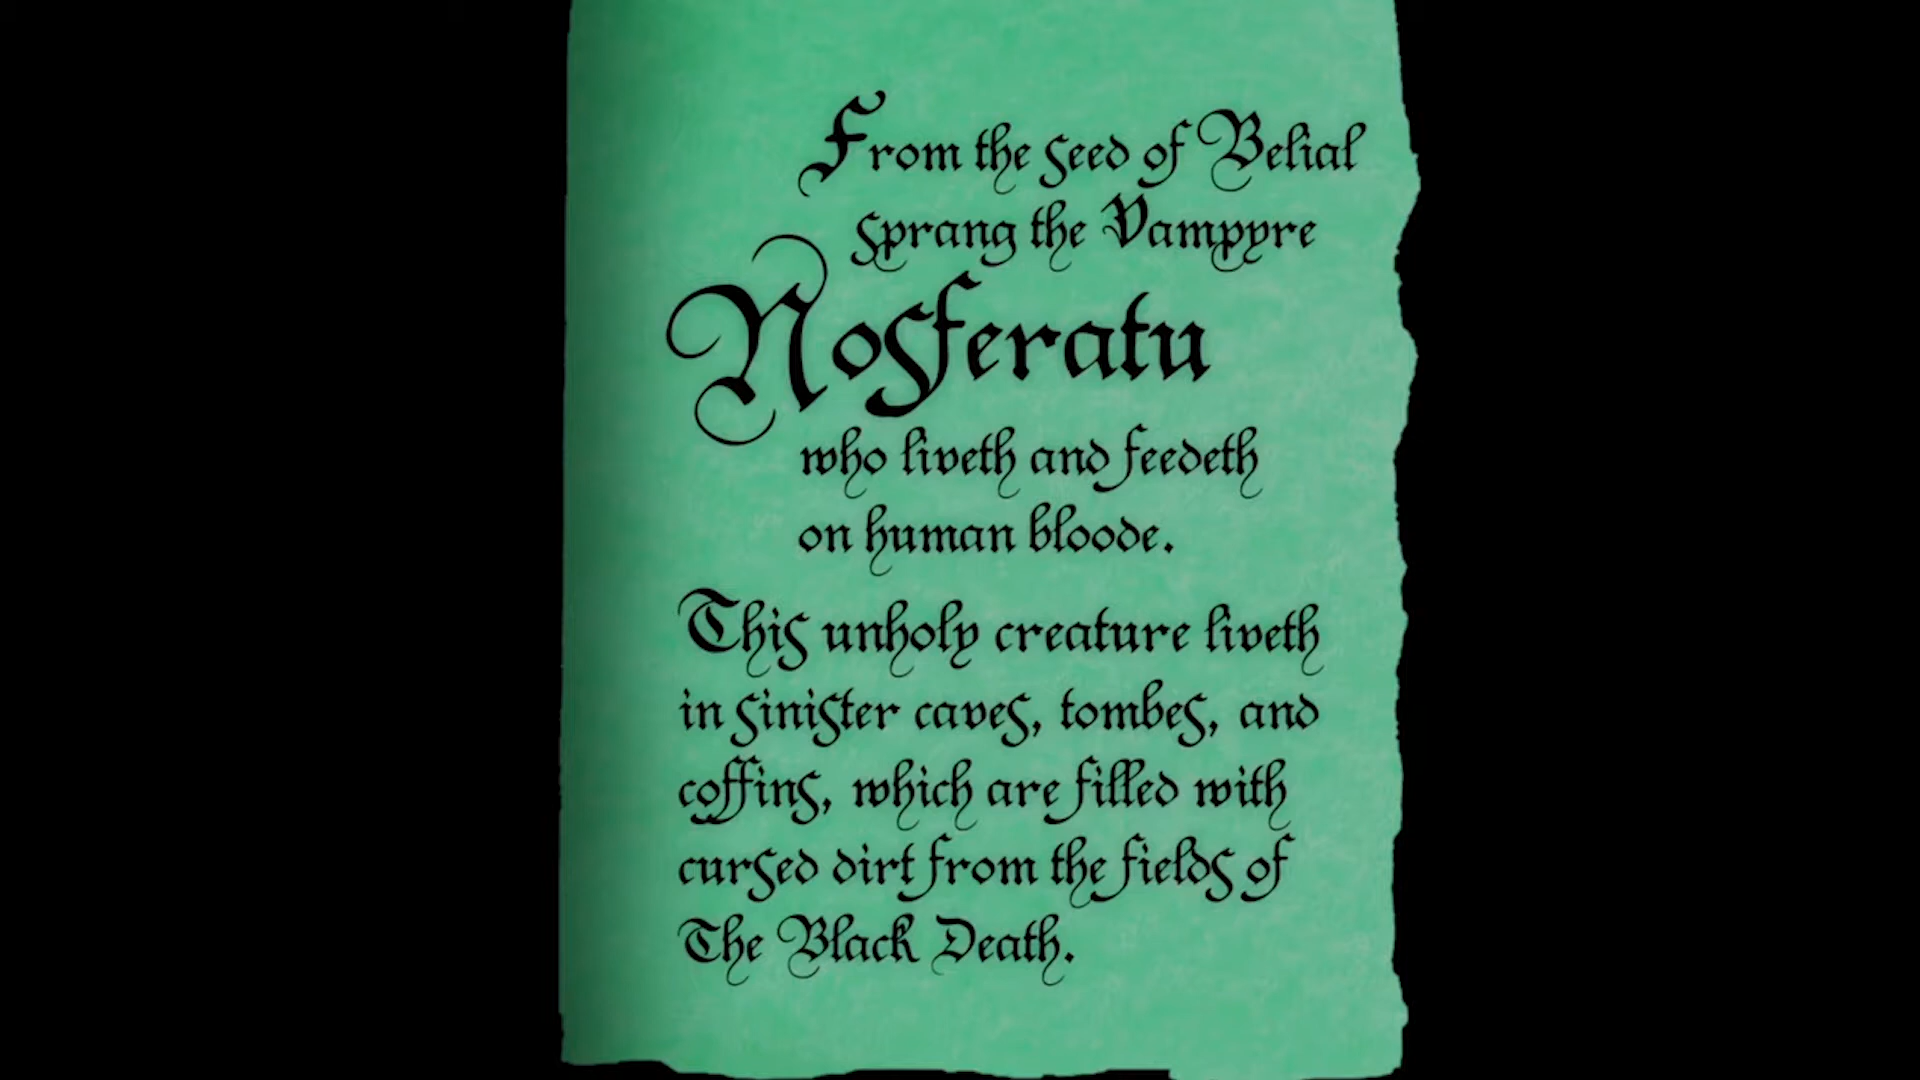 From the seed of Belial
sprang the Vampyre
Nosferatu
who liveth and feedeth
on human bloode.
This unholy creature liveth
in sinister caves, tombes, and
coffins, which are filled with
cursed dirt from the fields of
The Black Death.